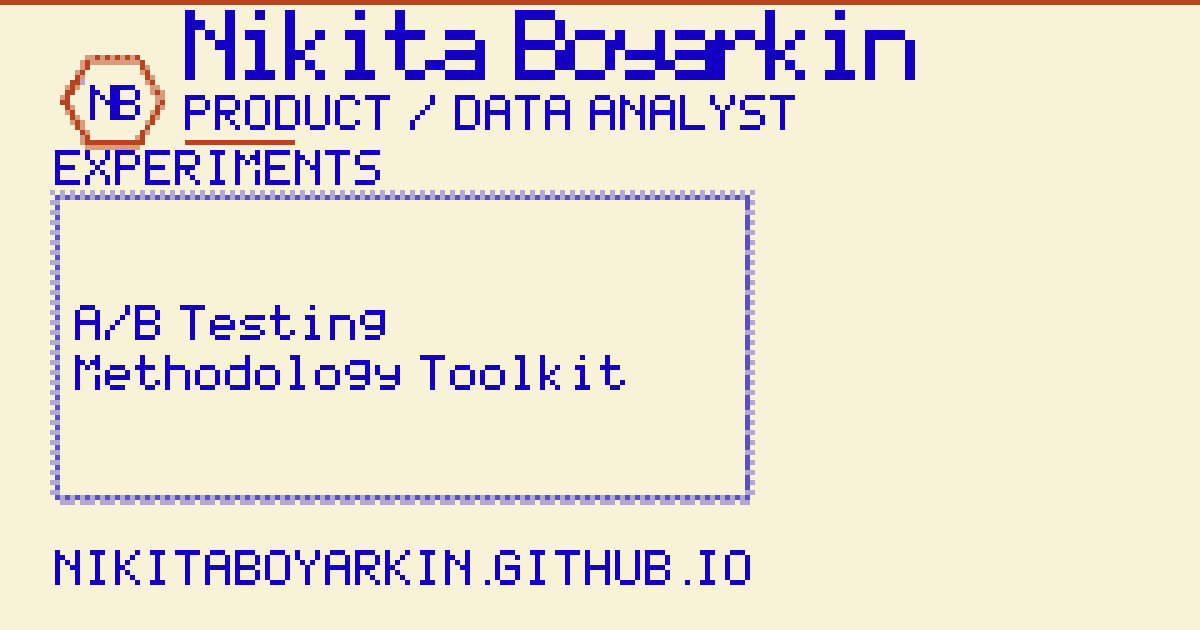 Nikita Boyarkin
NB
PRODUCT / DATA ANALYST
EXPERIMENTS
A/B Testing
Methodology Toolkit
NIKITABOYARKIN.GITHUB.IO